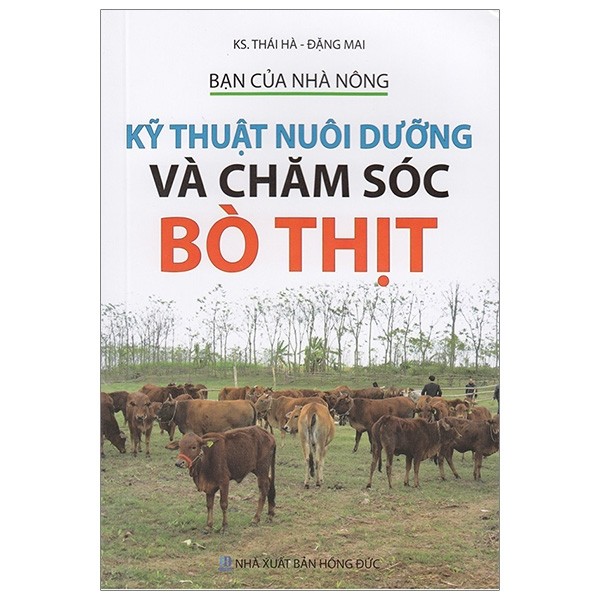 KS. THÁI HÀ - ĐẶNG MAI
BẠN CỦA NHÀ NÔNG
KỸ THUẬT NUÔI DƯỠNG
VÀ CHĂM SÓC
BÒ THỊT
NHÀ XUẤT BẢN HỒNG ĐỨC